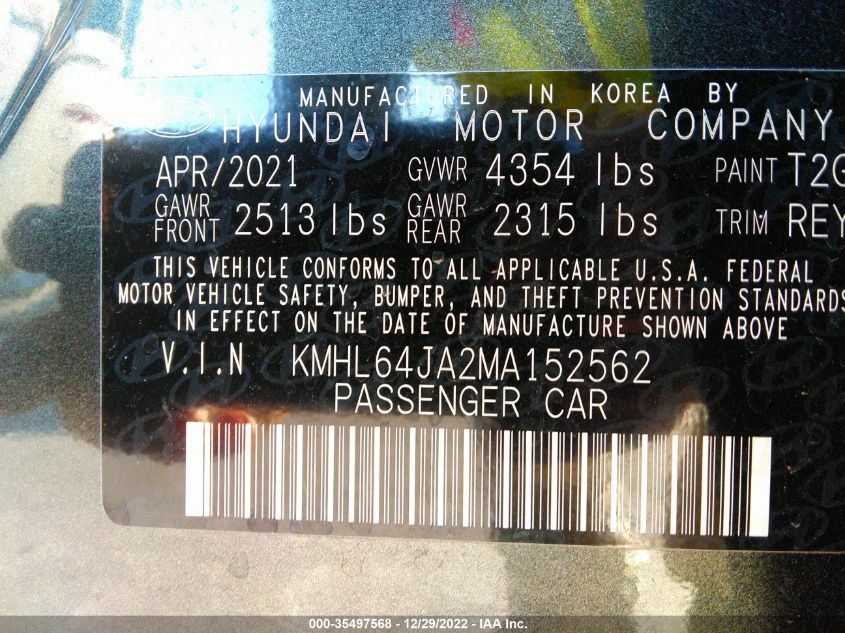 MANUFACTURED IN KOREA BY
HYUNDAI MOTOR COMPANY
APR/2021 GVWR 4354 lbs PAINT T2G
GAWR FRONT 2513 lbs GAWR REAR 2315 lbs TRIM REY
THIS VEHICLE CONFORMS TO ALL APPLICABLE U.S.A. FEDERAL
MOTOR VEHICLE SAFETY, BUMPER, AND THEFT PREVENTION STANDARDS
IN EFFECT ON THE DATE OF MANUFACTURE SHOWN ABOVE
V.I.N KMHL64JA2MA152562
PASSENGER CAR
000-35497568 - 12/29/2022 - IAA Inc.